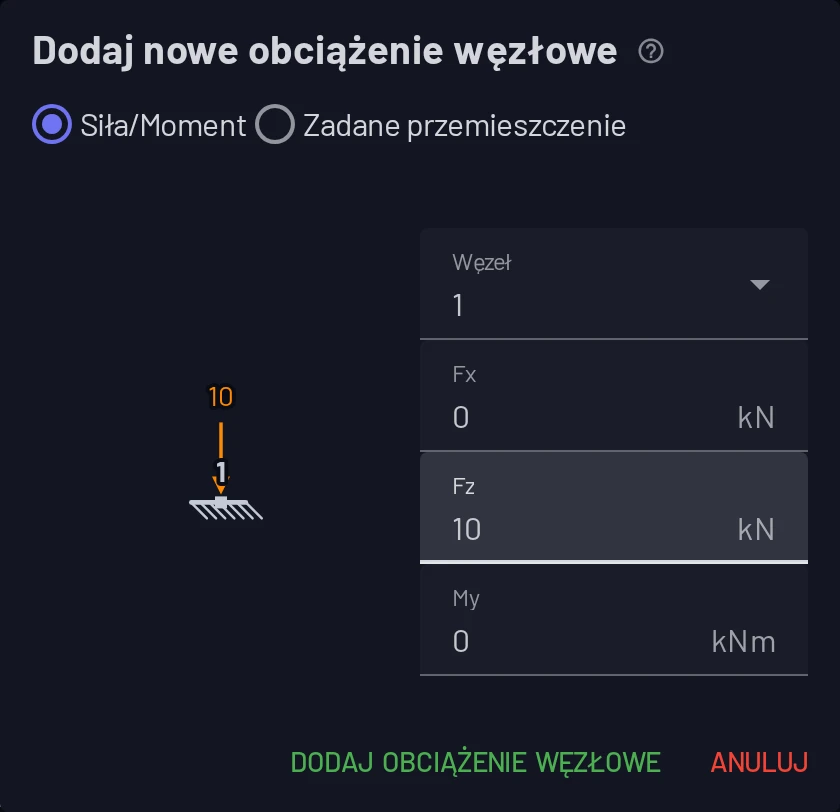 Dodaj nowe obciążenie węzłowe
Siła/Moment Zadane przemieszczenie
Węzeł
1
Fx
0 kN
Fz
10 kN
My
0 kNm
10
1
DODAJ OBCIĄŻENIE WĘZŁOWE ANULUJ